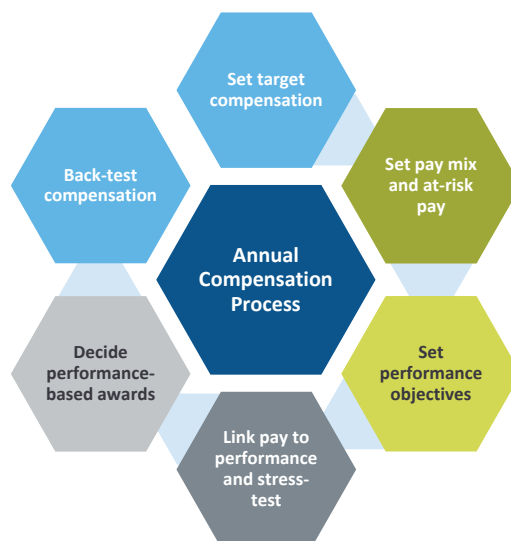 Set target
compensation
Set pay mix
and at-risk
pay
Set
performance
objectives
Link pay to
performance
and stress-
test
Decide
performance-
based awards
Back-test
compensation
Annual
Compensation
Process